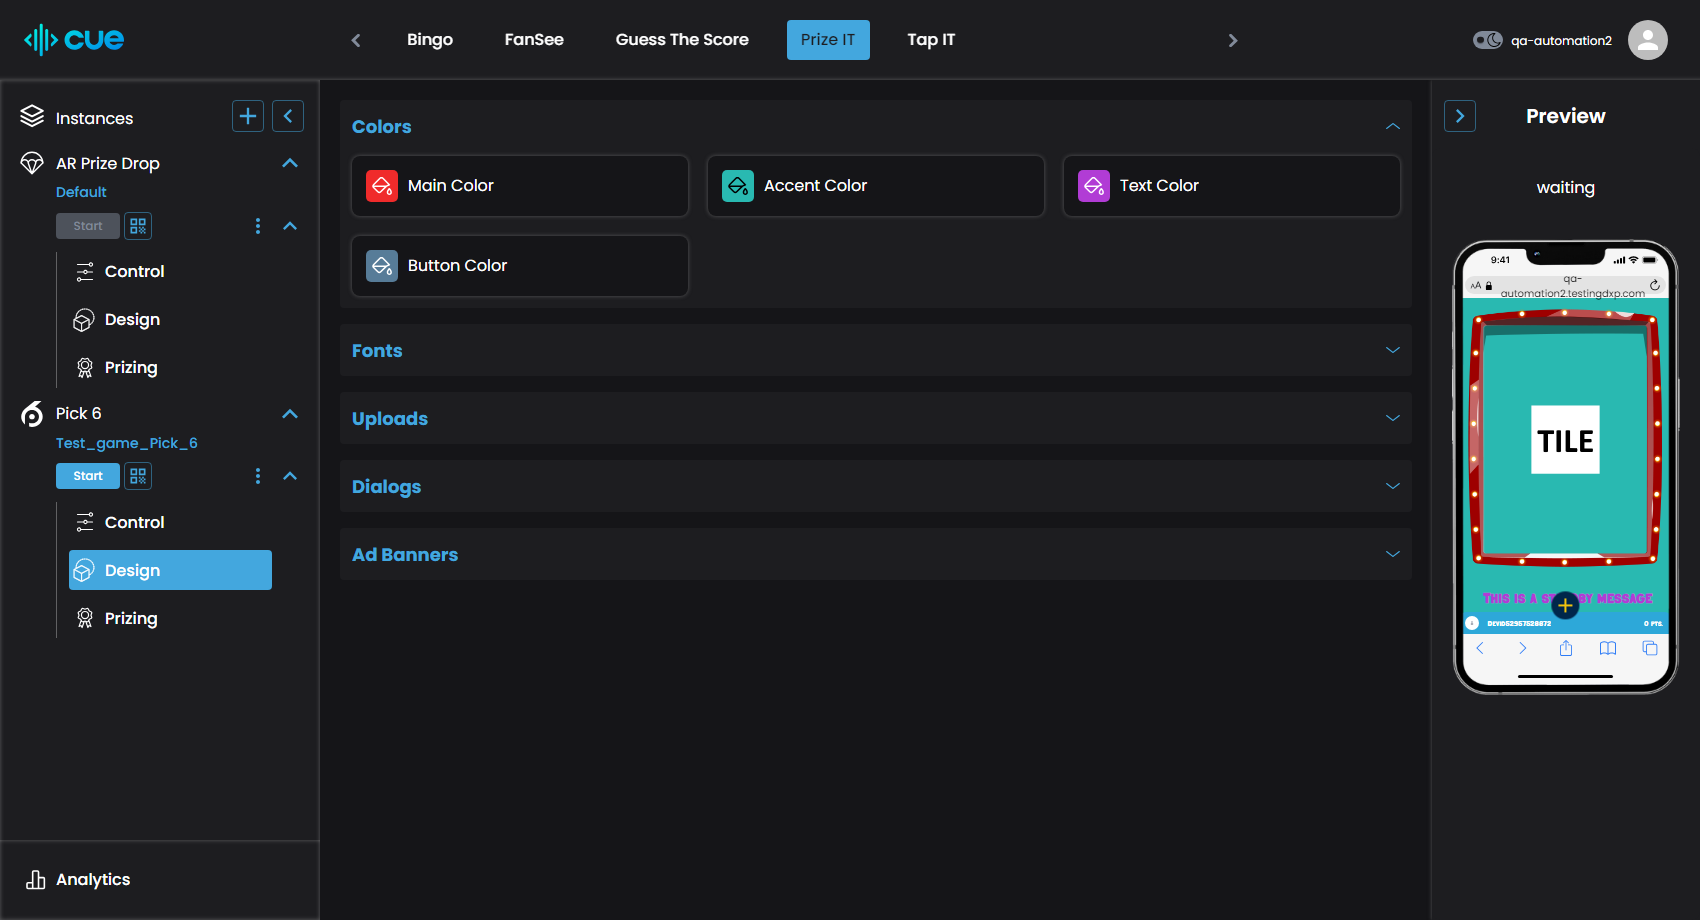 cue
Bingo
FanSee
Guess The Score
Prize IT
Tap IT
qa-automation2
Instances
AR Prize Drop
Default
Start
Control
Design
Prizing
Pick 6
Test_game_Pick_6
Start
Control
Design
Prizing
Analytics
Colors
Main Color
Accent Color
Text Color
Button Color
Fonts
Uploads
Dialogs
Ad Banners
Preview
waiting
9:41
AA
qa-
automation2.testingdxp.com
TILE
THIS IS A ST BY MESSAGE
0 PTS.